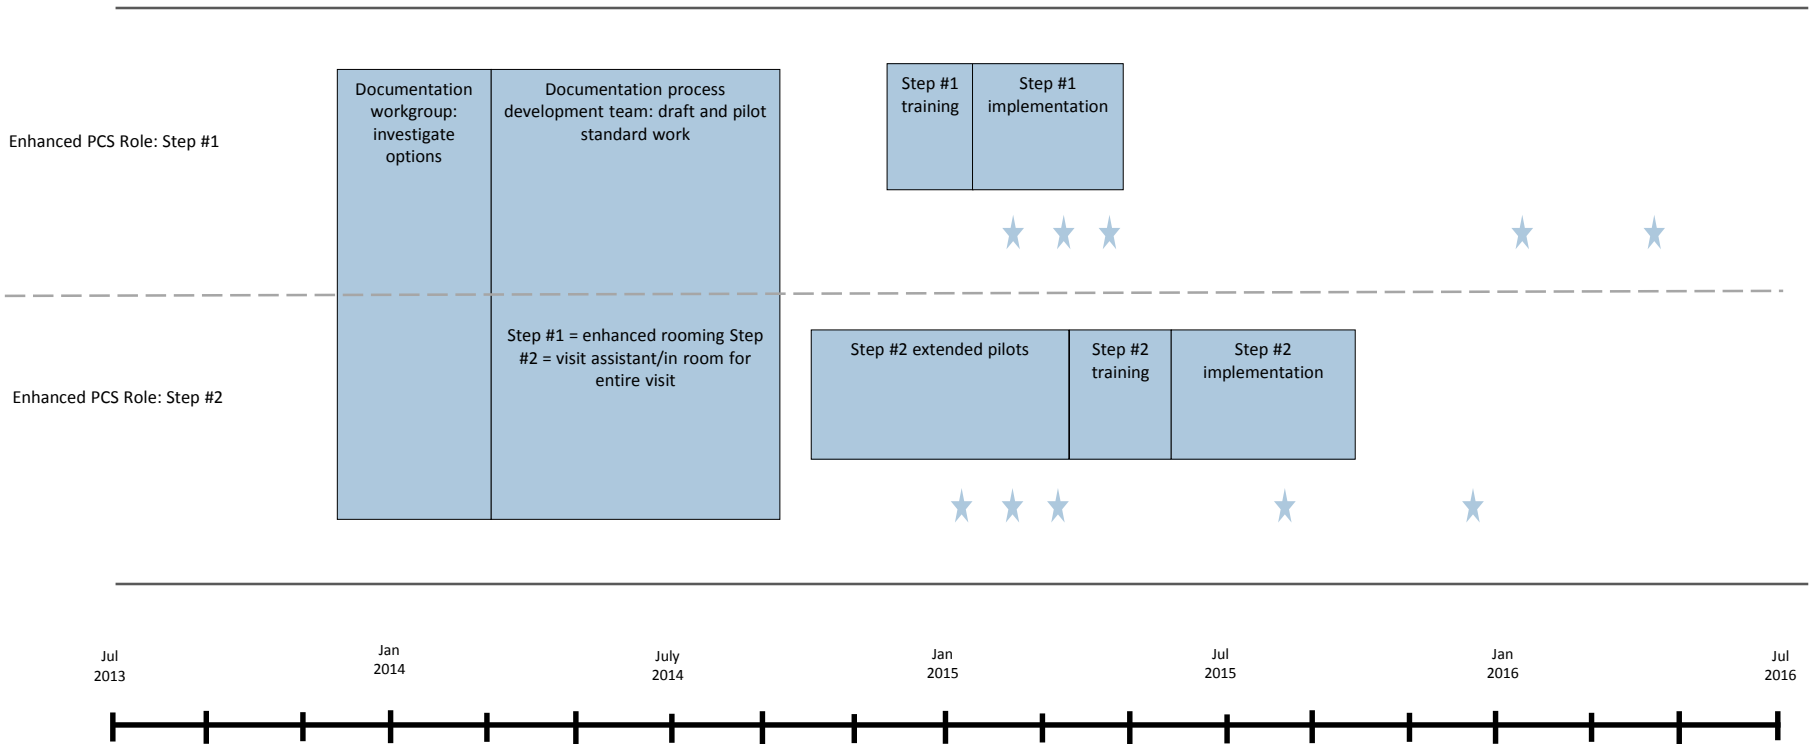 Enhanced PCS Role: Step #1
Documentation
workgroup:
investigate
options
Documentation process
development team: draft and pilot
standard work
Step #1
training
Step #1
implementation
Enhanced PCS Role: Step #2
Step #1 = enhanced rooming Step
#2 = visit assistant/in room for
entire visit
Step #2 extended pilots
Step #2
training
Step #2
implementation
Jul
2013
Jan
2014
July
2014
Jan
2015
Jul
2015
Jan
2016
Jul
2016